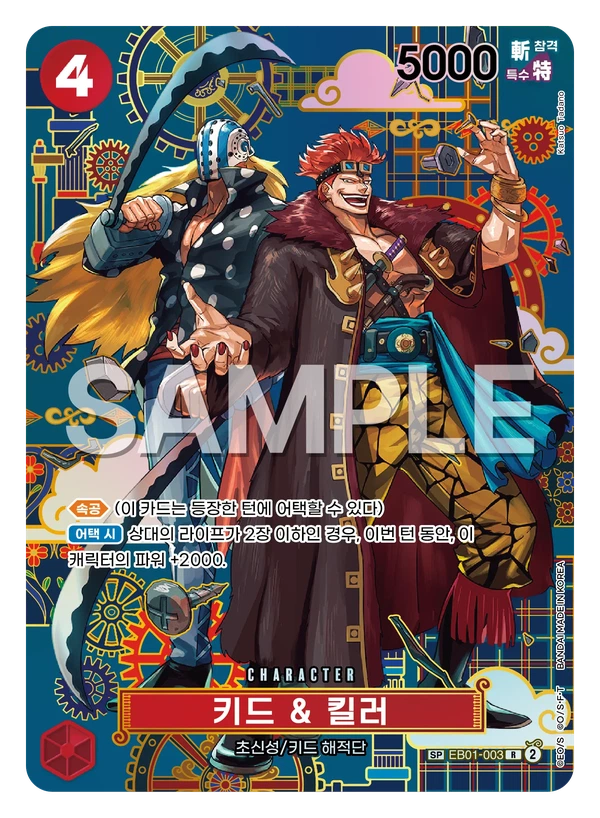 4
5000
斬 참격
특수 特
Katsuo Tadano
SAMPLE
속공 (이 카드는 등장한 턴에 어택할 수 있다)
어택 시 상대의 라이프가 2장 이하인 경우, 이번 턴 동안, 이
캐릭터의 파워 +2000.
CHARACTER
키드 & 킬러
초신성/키드 해적단
SP EB01-003 R 2
©EO/S ©O/S·F·T BANDAI MADE IN KOREA